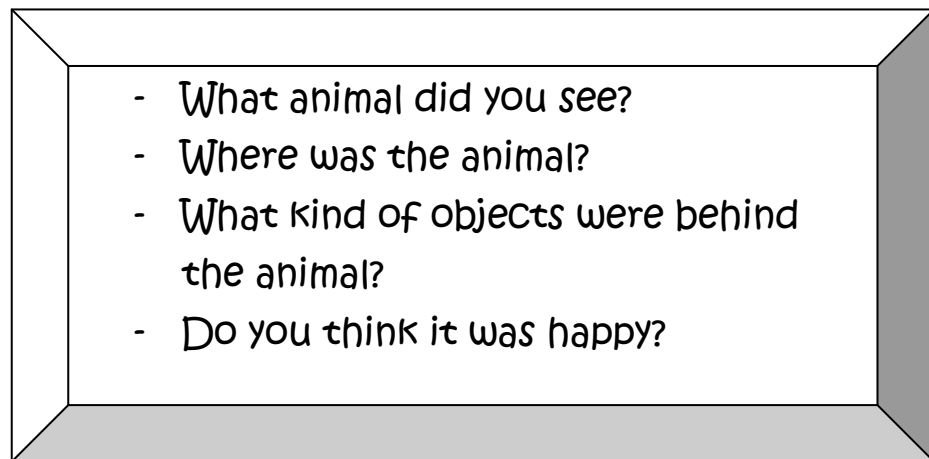 - What animal did you see?
- Where was the animal?
- What kind of objects were behind
the animal?
- Do you think it was happy?